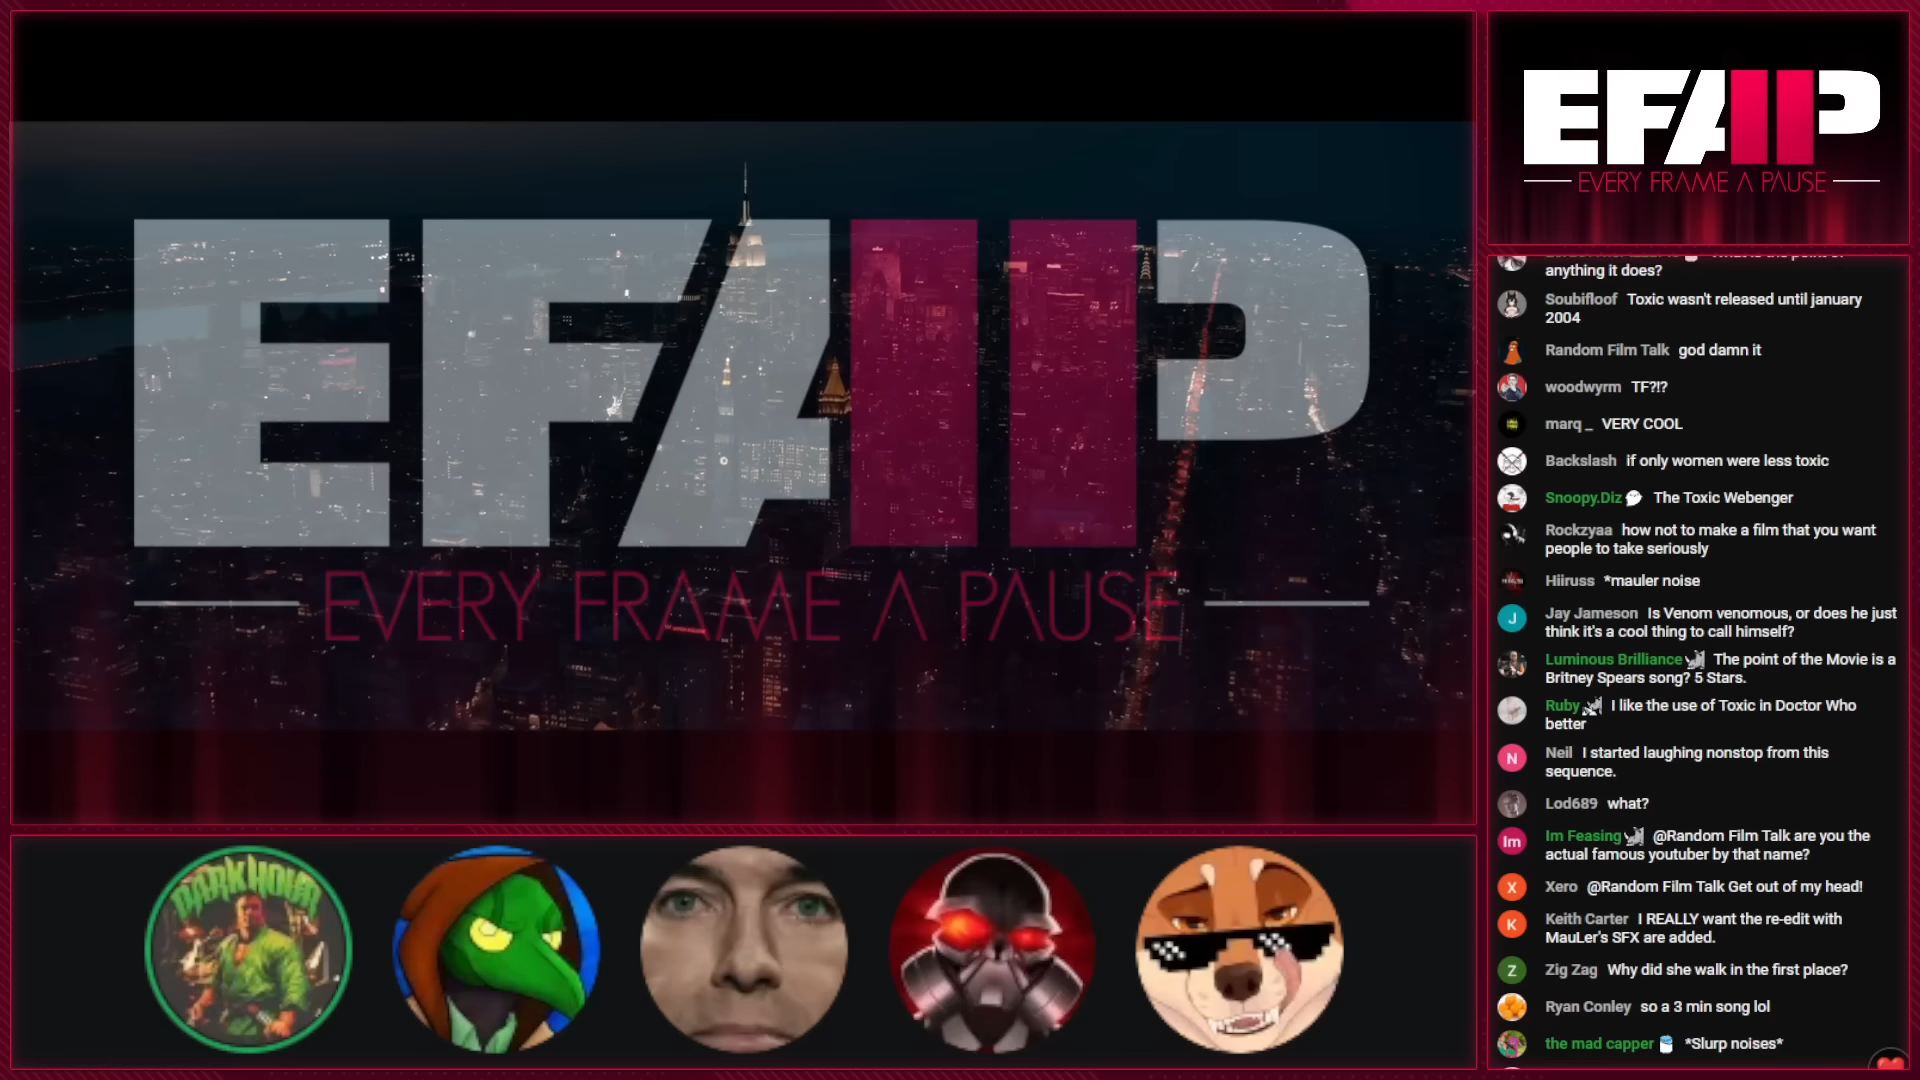 EFAP
EVERY FRAME A PAUSE
EFAP
EVERY FRAME A PAUSE
anything it does?
Soubifloof Toxic wasn't released until january
2004
Random Film Talk god damn it
woodwyrm TF?!?
marq _ VERY COOL
Backslash if only women were less toxic
Snoopy.Diz The Toxic Webenger
Rockzyaa how not to make a film that you want
people to take seriously
Hiiruss *mauler noise
J Jay Jameson Is Venom venomous, or does he just
think it's a cool thing to call himself?
Luminous Brilliance The point of the Movie is a
Britney Spears song? 5 Stars.
Ruby I like the use of Toxic in Doctor Who
better
N Neil I started laughing nonstop from this
sequence.
Lod689 what?
Im Im Feasing @Random Film Talk are you the
actual famous youtuber by that name?
X Xero @Random Film Talk Get out of my head!
K Keith Carter I REALLY want the re-edit with
MauLer's SFX are added.
Z Zig Zag Why did she walk in the first place?
Ryan Conley so a 3 min song lol
the mad capper *Slurp noises*
DARK HOUR